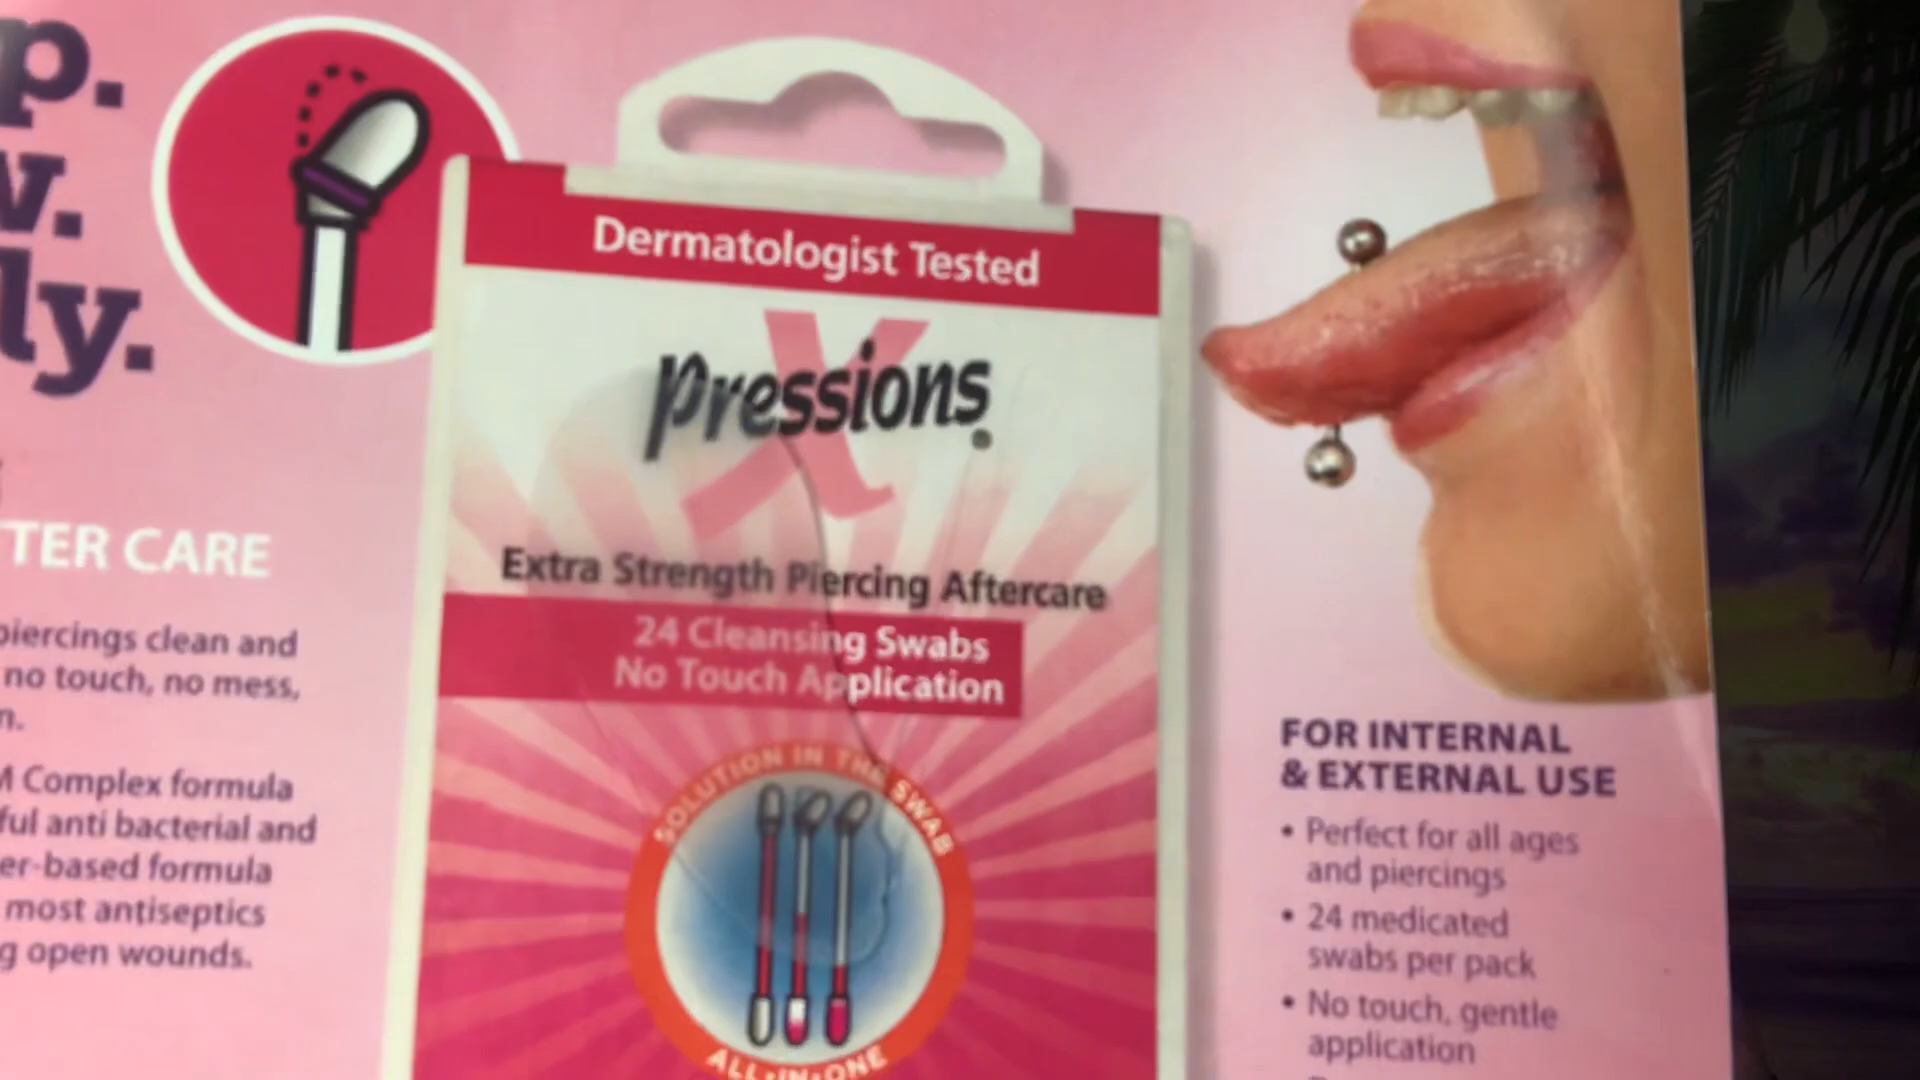 p.
w.
ly.
TER CARE
piercings clean and
no touch, no mess,
n.
M Complex formula
ful anti bacterial and
er-based formula
most antiseptics
g open wounds.
Dermatologist Tested
Xpressions®
Extra Strength Piercing Aftercare
24 Cleansing Swabs
No Touch Application
SOLUTION IN THE SWAB
ALL-IN-ONE
FOR INTERNAL
& EXTERNAL USE
• Perfect for all ages
and piercings
• 24 medicated
swabs per pack
• No touch, gentle
application